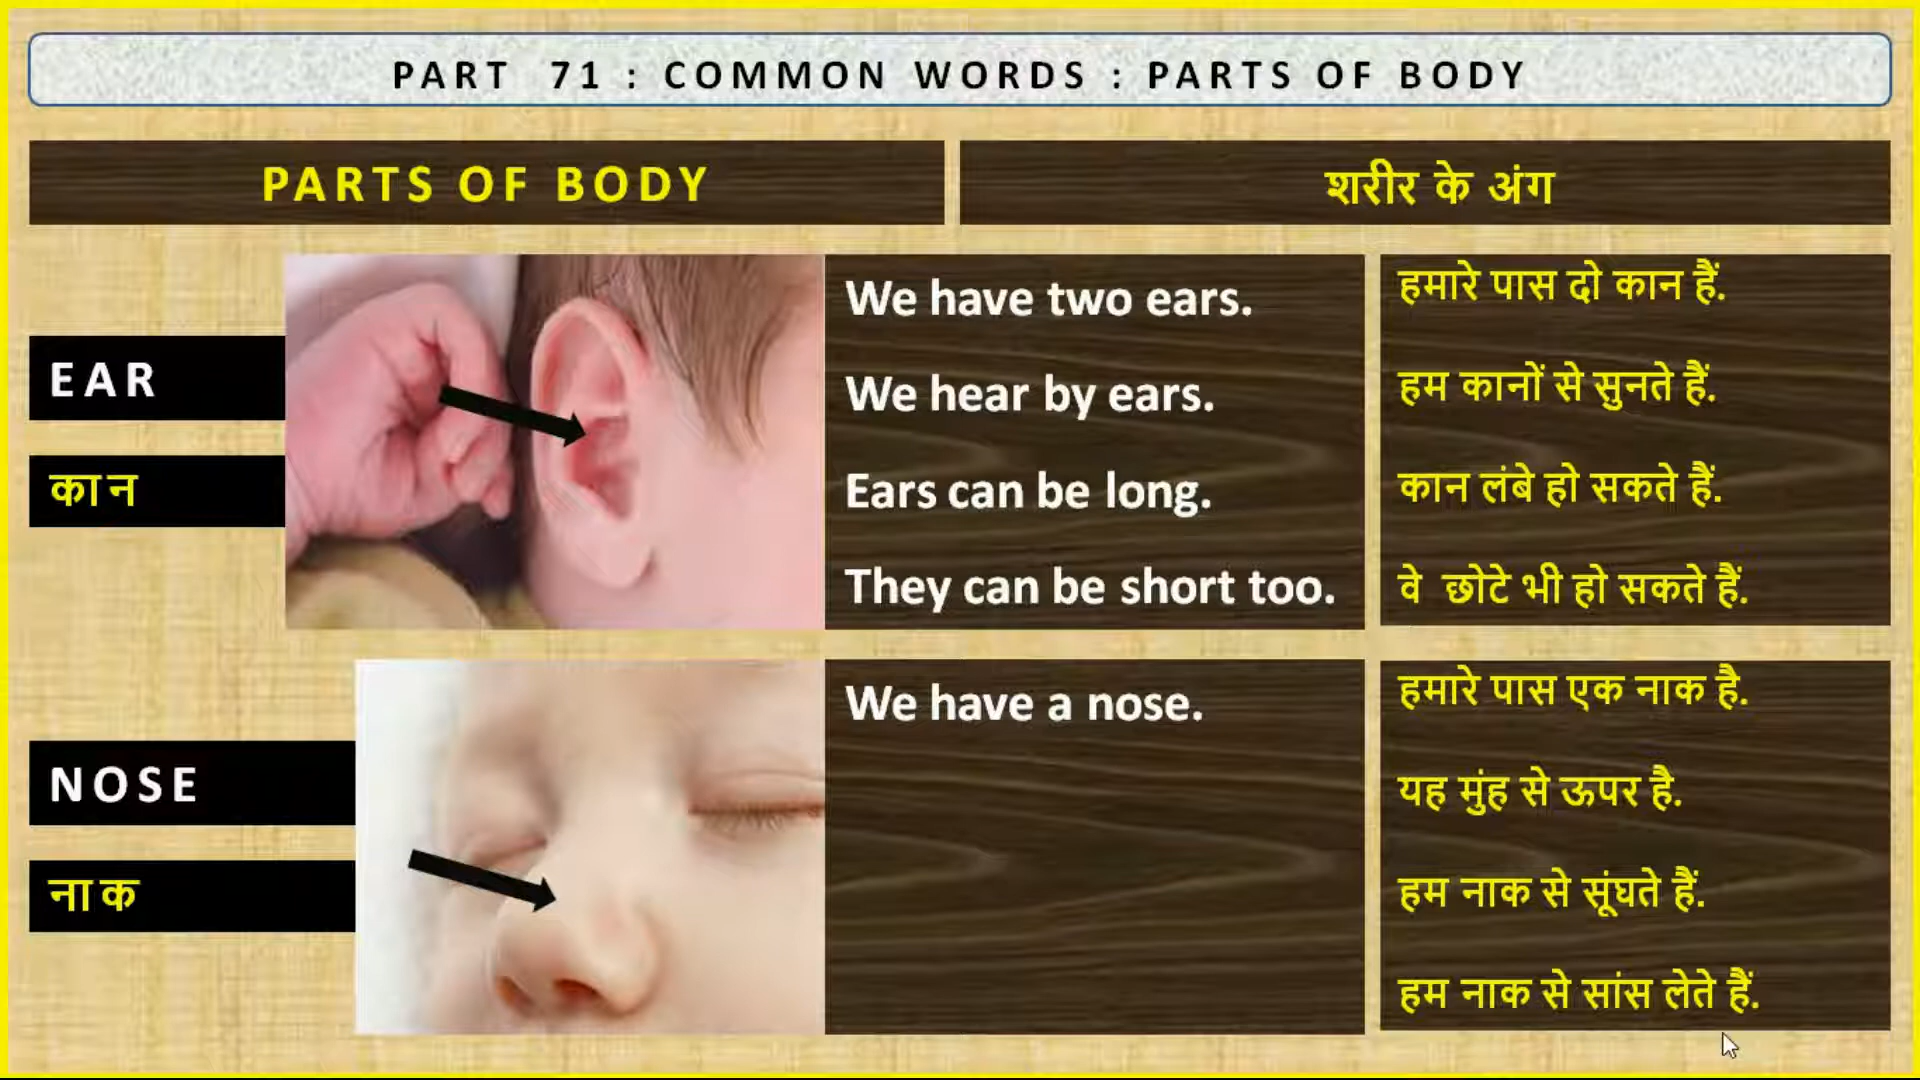 PART 71 : COMMON WORDS : PARTS OF BODY
PARTS OF BODY
शरीर के अंग
EAR
कान
We have two ears.
We hear by ears.
Ears can be long.
They can be short too.
हमारे पास दो कान हैं.
हम कानों से सुनते हैं.
कान लंबे हो सकते हैं.
वे छोटे भी हो सकते हैं.
NOSE
नाक
We have a nose.
हमारे पास एक नाक है.
यह मुंह से ऊपर है.
हम नाक से सूंघते हैं.
हम नाक से सांस लेते हैं.